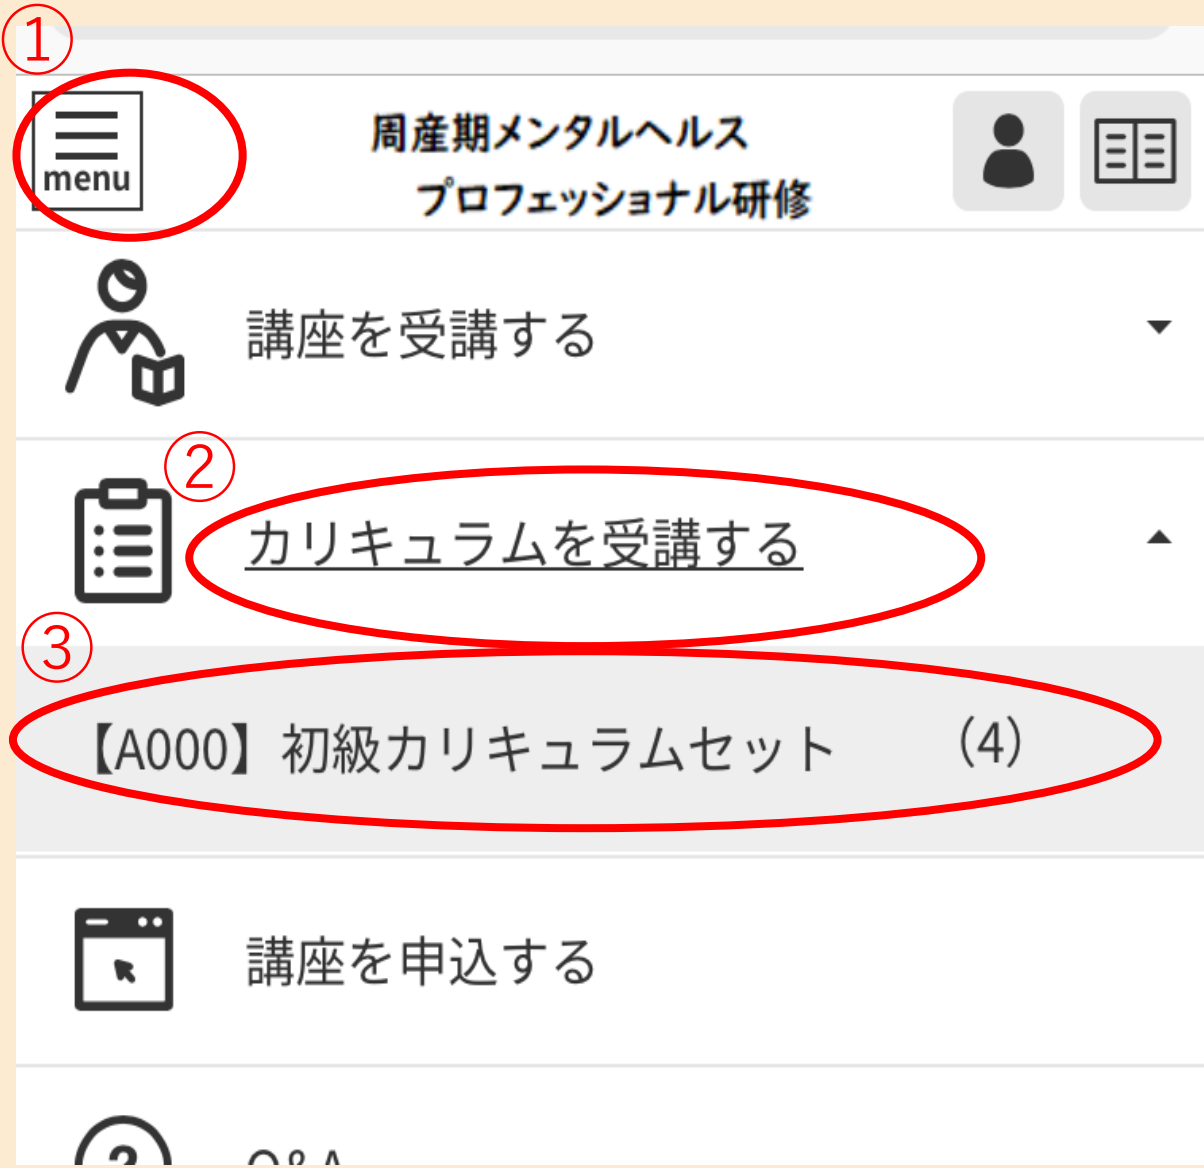 ①
menu
周産期メンタルヘルス
プロフェッショナル研修
講座を受講する
②
カリキュラムを受講する
③
【A000】初級カリキュラムセット （4）
講座を申込する
?
Q&A